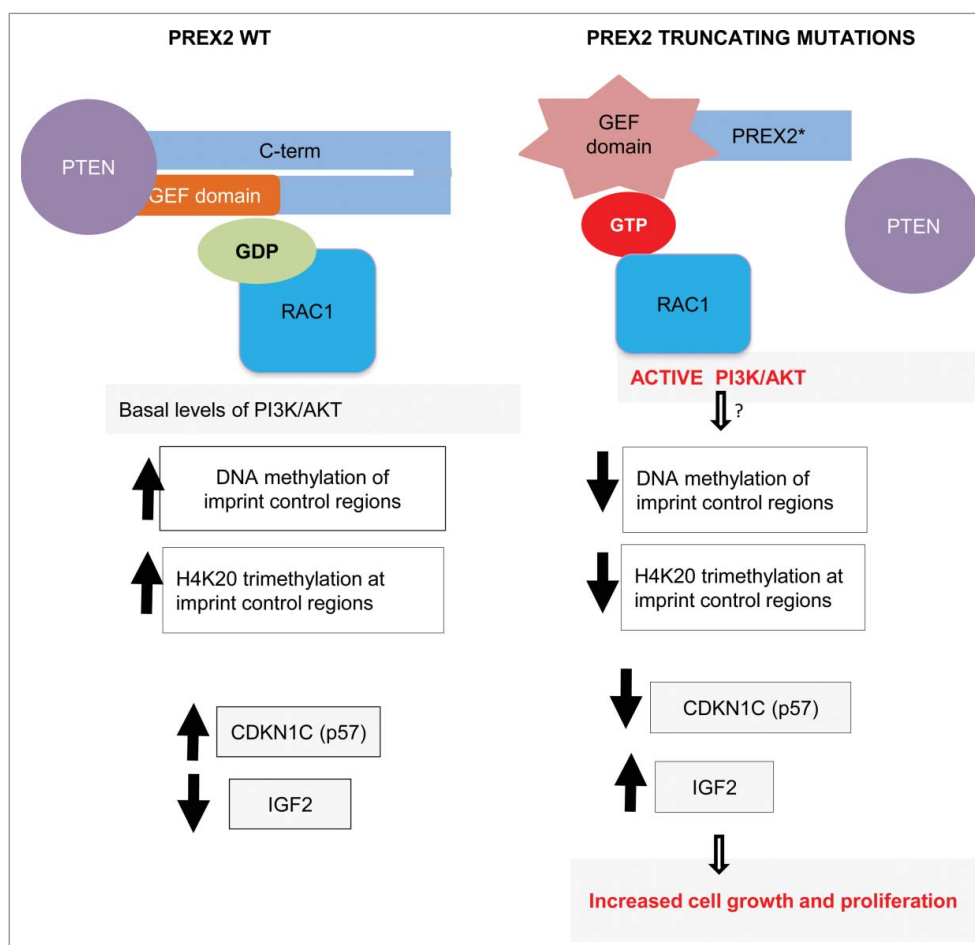 PREX2 WT
PTEN
C-term
GEF domain
GDP
RAC1
Basal levels of PI3K/AKT
DNA methylation of
imprint control regions
H4K20 trimethylation at
imprint control regions
CDKN1C (p57)
IGF2
PREX2 TRUNCATING MUTATIONS
GEF
domain
PREX2*
GTP
PTEN
RAC1
ACTIVE PI3K/AKT
?
DNA methylation of
imprint control regions
H4K20 trimethylation at
imprint control regions
CDKN1C (p57)
IGF2
Increased cell growth and proliferation